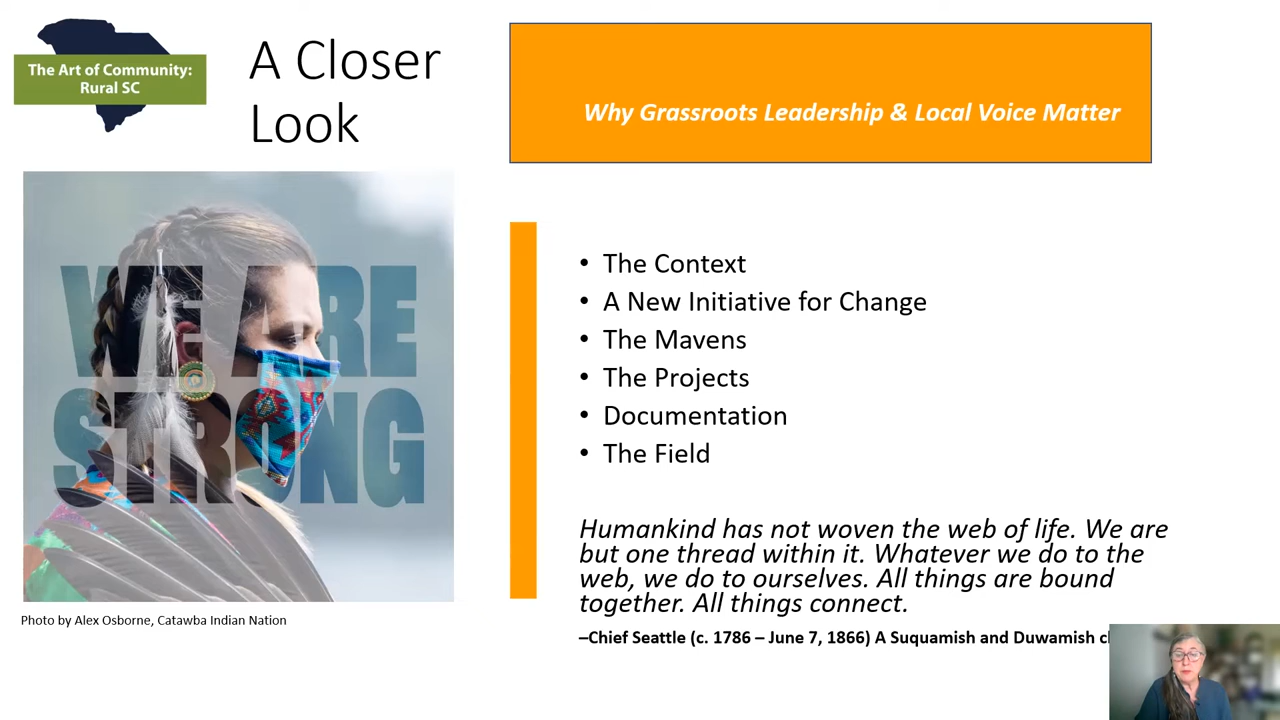 The Art of Community:
Rural SC
A Closer
Look
Why Grassroots Leadership & Local Voice Matter
WE ARE
STRONG
Photo by Alex Osborne, Catawba Indian Nation
• The Context
• A New Initiative for Change
• The Mavens
• The Projects
• Documentation
• The Field
Humankind has not woven the web of life. We are
but one thread within it. Whatever we do to the
web, we do to ourselves. All things are bound
together. All things connect.
–Chief Seattle (c. 1786 – June 7, 1866) A Suquamish and Duwamish